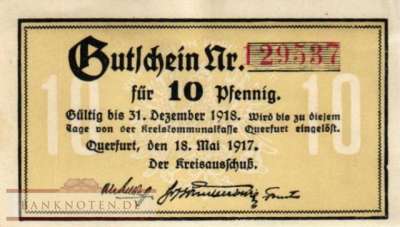 Gutschein Nr. 129537
für 10 Pfennig.
10 10
Gültig bis 31. Dezember 1918. Wird bis zu diesem
Tage von der Kreiskommunalkasse Querfurt eingelöst.
Querfurt, den 18. Mai 1917.
Der Kreisausschuß.
BANKNOTEN.DE